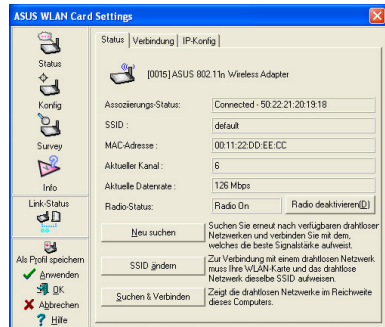 ASUS WLAN Card Settings
Status
Konfig
Survey
Info
Link-Status
Als Profil speichern
Anwenden
OK
Abbrechen
Hilfe
Status Verbindung IP-Konfig
[0015] ASUS 802.11n Wireless Adapter
Assoziierungs-Status: Connected - 50:22:21:20:19:18
SSID : default
MAC-Adresse : 00:11:22:DD:EE:CC
Aktueller Kanal : 6
Aktuelle Datenrate : 126 Mbps
Radio-Status: Radio On Radio deaktivieren(D)
Neu suchen
Suchen Sie erneut nach verfügbaren drahtloser
Netzwerken und verbinden Sie mit dem,
welches die beste Signalstärke aufweist.
SSID ändern
Zur Verbindung mit einem drahtlosen Netzwerk
muss Ihre WLAN-Karte und das drahtlose
Netzwerk dieselbe SSID aufweisen.
Suchen & Verbinden
Zeigt die drahtlosen Netzwerke im Reichweite
dieses Computers.